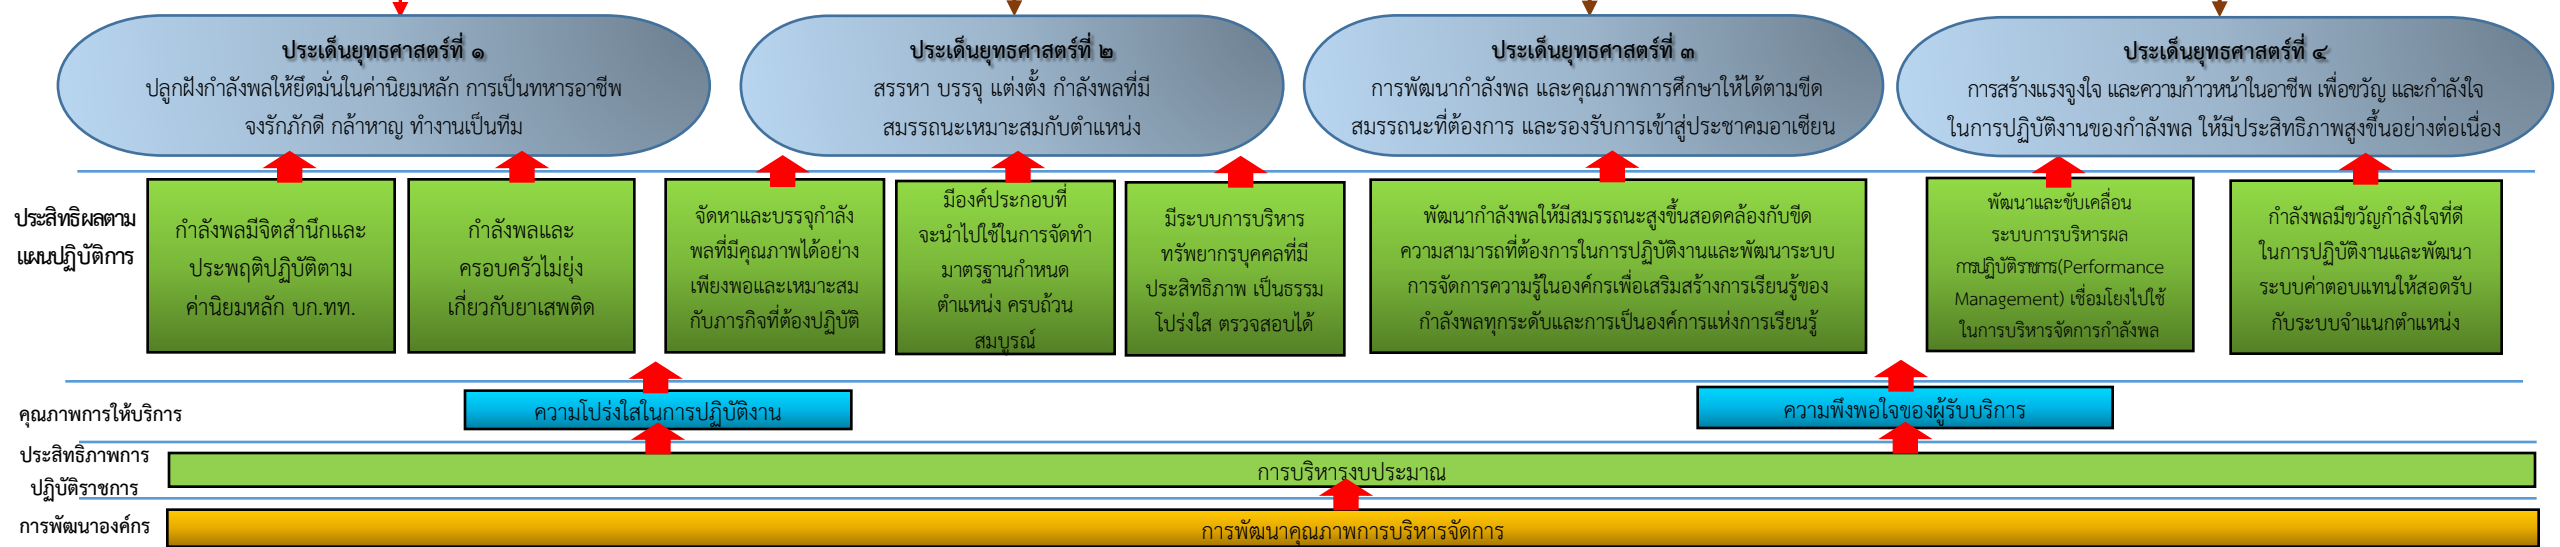 ประเด็นยุทธศาสตร์ที่ ๑
ปลูกฝังกำลังพลให้ยึดมั่นในค่านิยมหลัก การเป็นทหารอาชีพ
จงรักภักดี กล้าหาญ ทำงานเป็นทีม
ประเด็นยุทธศาสตร์ที่ ๒
สรรหา บรรจุ แต่งตั้ง กำลังพลที่มี
สมรรถนะเหมาะสมกับตำแหน่ง
ประเด็นยุทธศาสตร์ที่ ๓
การพัฒนากำลังพล และคุณภาพการศึกษาให้ได้ตามขีด
สมรรถนะที่ต้องการ และรองรับการเข้าสู่ประชาคมอาเซียน
ประเด็นยุทธศาสตร์ที่ ๔
การสร้างแรงจูงใจ และความก้าวหน้าในอาชีพ เพื่อขวัญ และกำลังใจ
ในการปฏิบัติงานของกำลังพล ให้มีประสิทธิภาพสูงขึ้นอย่างต่อเนื่อง
ประสิทธิผลตาม
แผนปฏิบัติการ
กำลังพลมีจิตสำนึกและ
ประพฤติปฏิบัติตาม
ค่านิยมหลัก บก.ทท.
กำลังพลและ
ครอบครัวไม่ยุ่ง
เกี่ยวกับยาเสพติด
จัดหาและบรรจุกำลัง
พลที่มีคุณภาพได้อย่าง
เพียงพอและเหมาะสม
กับภารกิจที่ต้องปฏิบัติ
มีองค์ประกอบที่
จะนำไปใช้ในการจัดทำ
มาตรฐานกำหนด
ตำแหน่ง ครบถ้วน
สมบูรณ์
มีระบบการบริหาร
ทรัพยากรบุคคลที่มี
ประสิทธิภาพ เป็นธรรม
โปร่งใส ตรวจสอบได้
พัฒนากำลังพลให้มีสมรรถนะสูงขึ้นสอดคล้องกับขีด
ความสามารถที่ต้องการในการปฏิบัติงานและพัฒนาระบบ
การจัดการความรู้ในองค์กรเพื่อเสริมสร้างการเรียนรู้ของ
กำลังพลทุกระดับและการเป็นองค์การแห่งการเรียนรู้
พัฒนาและขับเคลื่อน
ระบบการบริหารผล
การปฏิบัติราชการ(Performance
Management) เชื่อมโยงไปใช้
ในการบริหารจัดการกำลังพล
กำลังพลมีขวัญกำลังใจที่ดี
ในการปฏิบัติงานและพัฒนา
ระบบค่าตอบแทนให้สอดรับ
กับระบบจำแนกตำแหน่ง
คุณภาพการให้บริการ
ความโปร่งใสในการปฏิบัติงาน
ความพึงพอใจของผู้รับบริการ
ประสิทธิภาพการ
ปฏิบัติราชการ
การบริหารงบประมาณ
การพัฒนาองค์กร
การพัฒนาคุณภาพการบริหารจัดการ